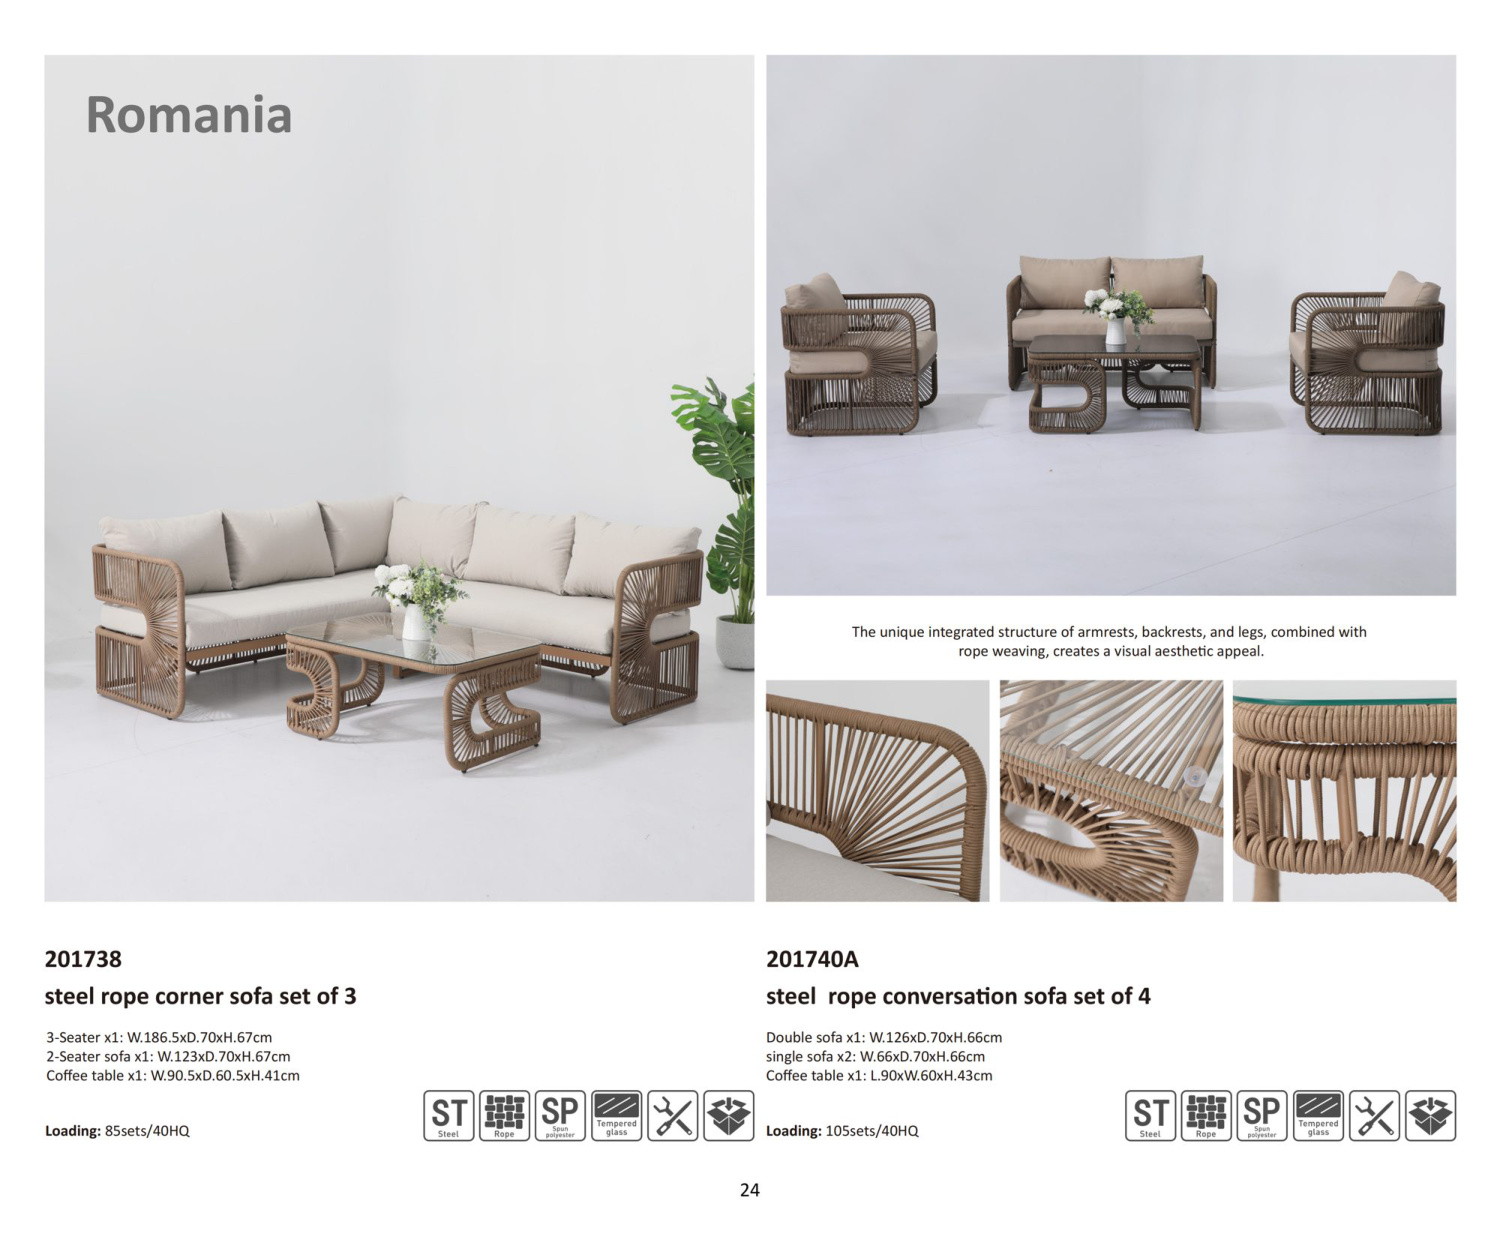 Romania
The unique integrated structure of armrests, backrests, and legs, combined with
rope weaving, creates a visual aesthetic appeal.
201738
steel rope corner sofa set of 3
3-Seater x1: W.186.5xD.70xH.67cm
2-Seater sofa x1: W.123xD.70xH.67cm
Coffee table x1: W.90.5xD.60.5xH.41cm
Loading: 85sets/40HQ
ST
Steel
Rope
SP
Spun
polyester
Tempered
glass
201740A
steel  rope conversation sofa set of 4
Double sofa x1: W.126xD.70xH.66cm
single sofa x2: W.66xD.70xH.66cm
Coffee table x1: L.90xW.60xH.43cm
Loading: 105sets/40HQ
ST
Steel
Rope
SP
Spun
polyester
Tempered
glass
24